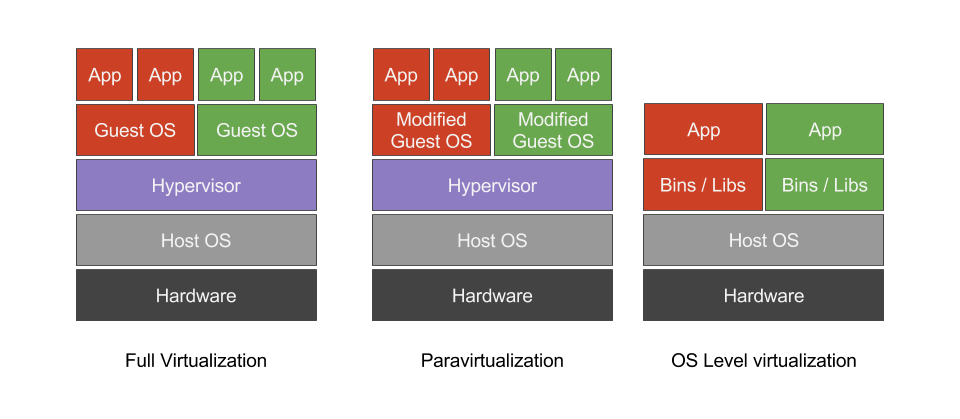 App App App App
Guest OS Guest OS
Hypervisor
Host OS
Hardware
Full Virtualization
App App App App
Modified Modified
Guest OS Guest OS
Hypervisor
Host OS
Hardware
Paravirtualization
App App
Bins / Libs Bins / Libs
Host OS
Hardware
OS Level virtualization